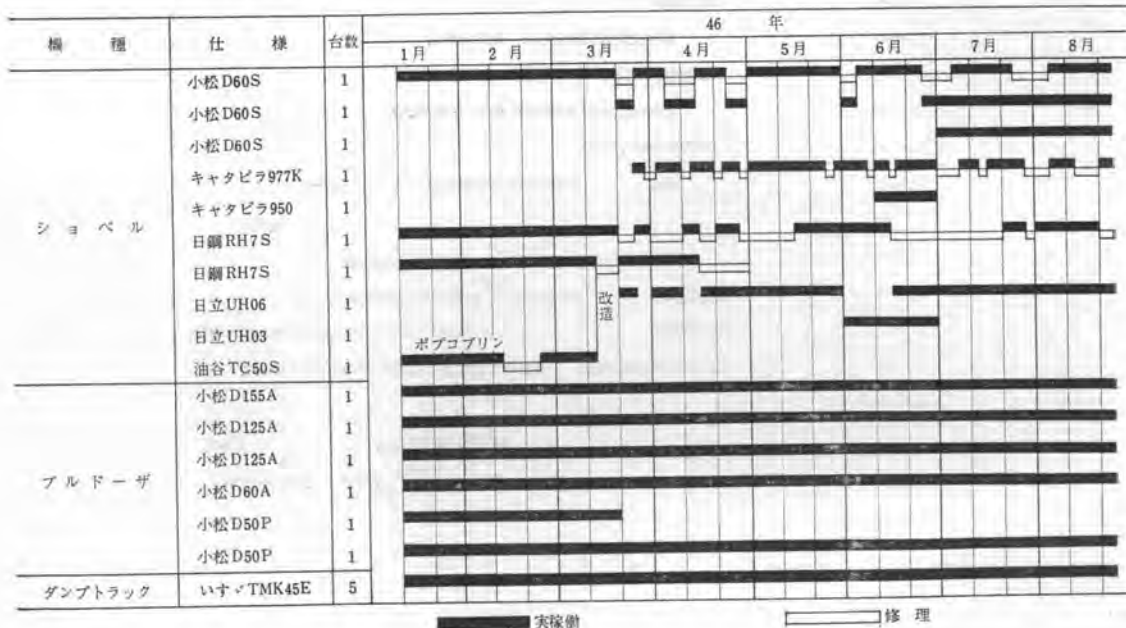 機 種 仕 様 台数 46 年
1月 2 月 3月 4月 5月 6月 7月 8月
ショベル
小松D60S 1
小松D60S 1
小松D60S 1
キャタピラ977K 1
キャタピラ950 1
日鋼RH7S 1
日鋼RH7S 1
日立UH06 1
日立UH03 1
油谷TC50S 1
改造
ポプコブリン
ブルドーザ
小松D155A 1
小松D125A 1
小松D125A 1
小松D60A 1
小松D50P 1
小松D50P 1
ダンプトラック いすゞTMK45E 5
実稼働 修 理